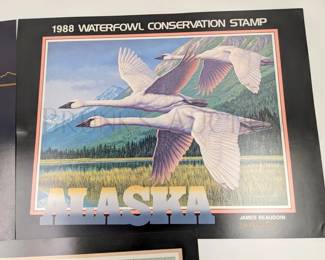 1988 WATERFOWL CONSERVATION STAMP
ALASKA
JAMES BEAUDOIN